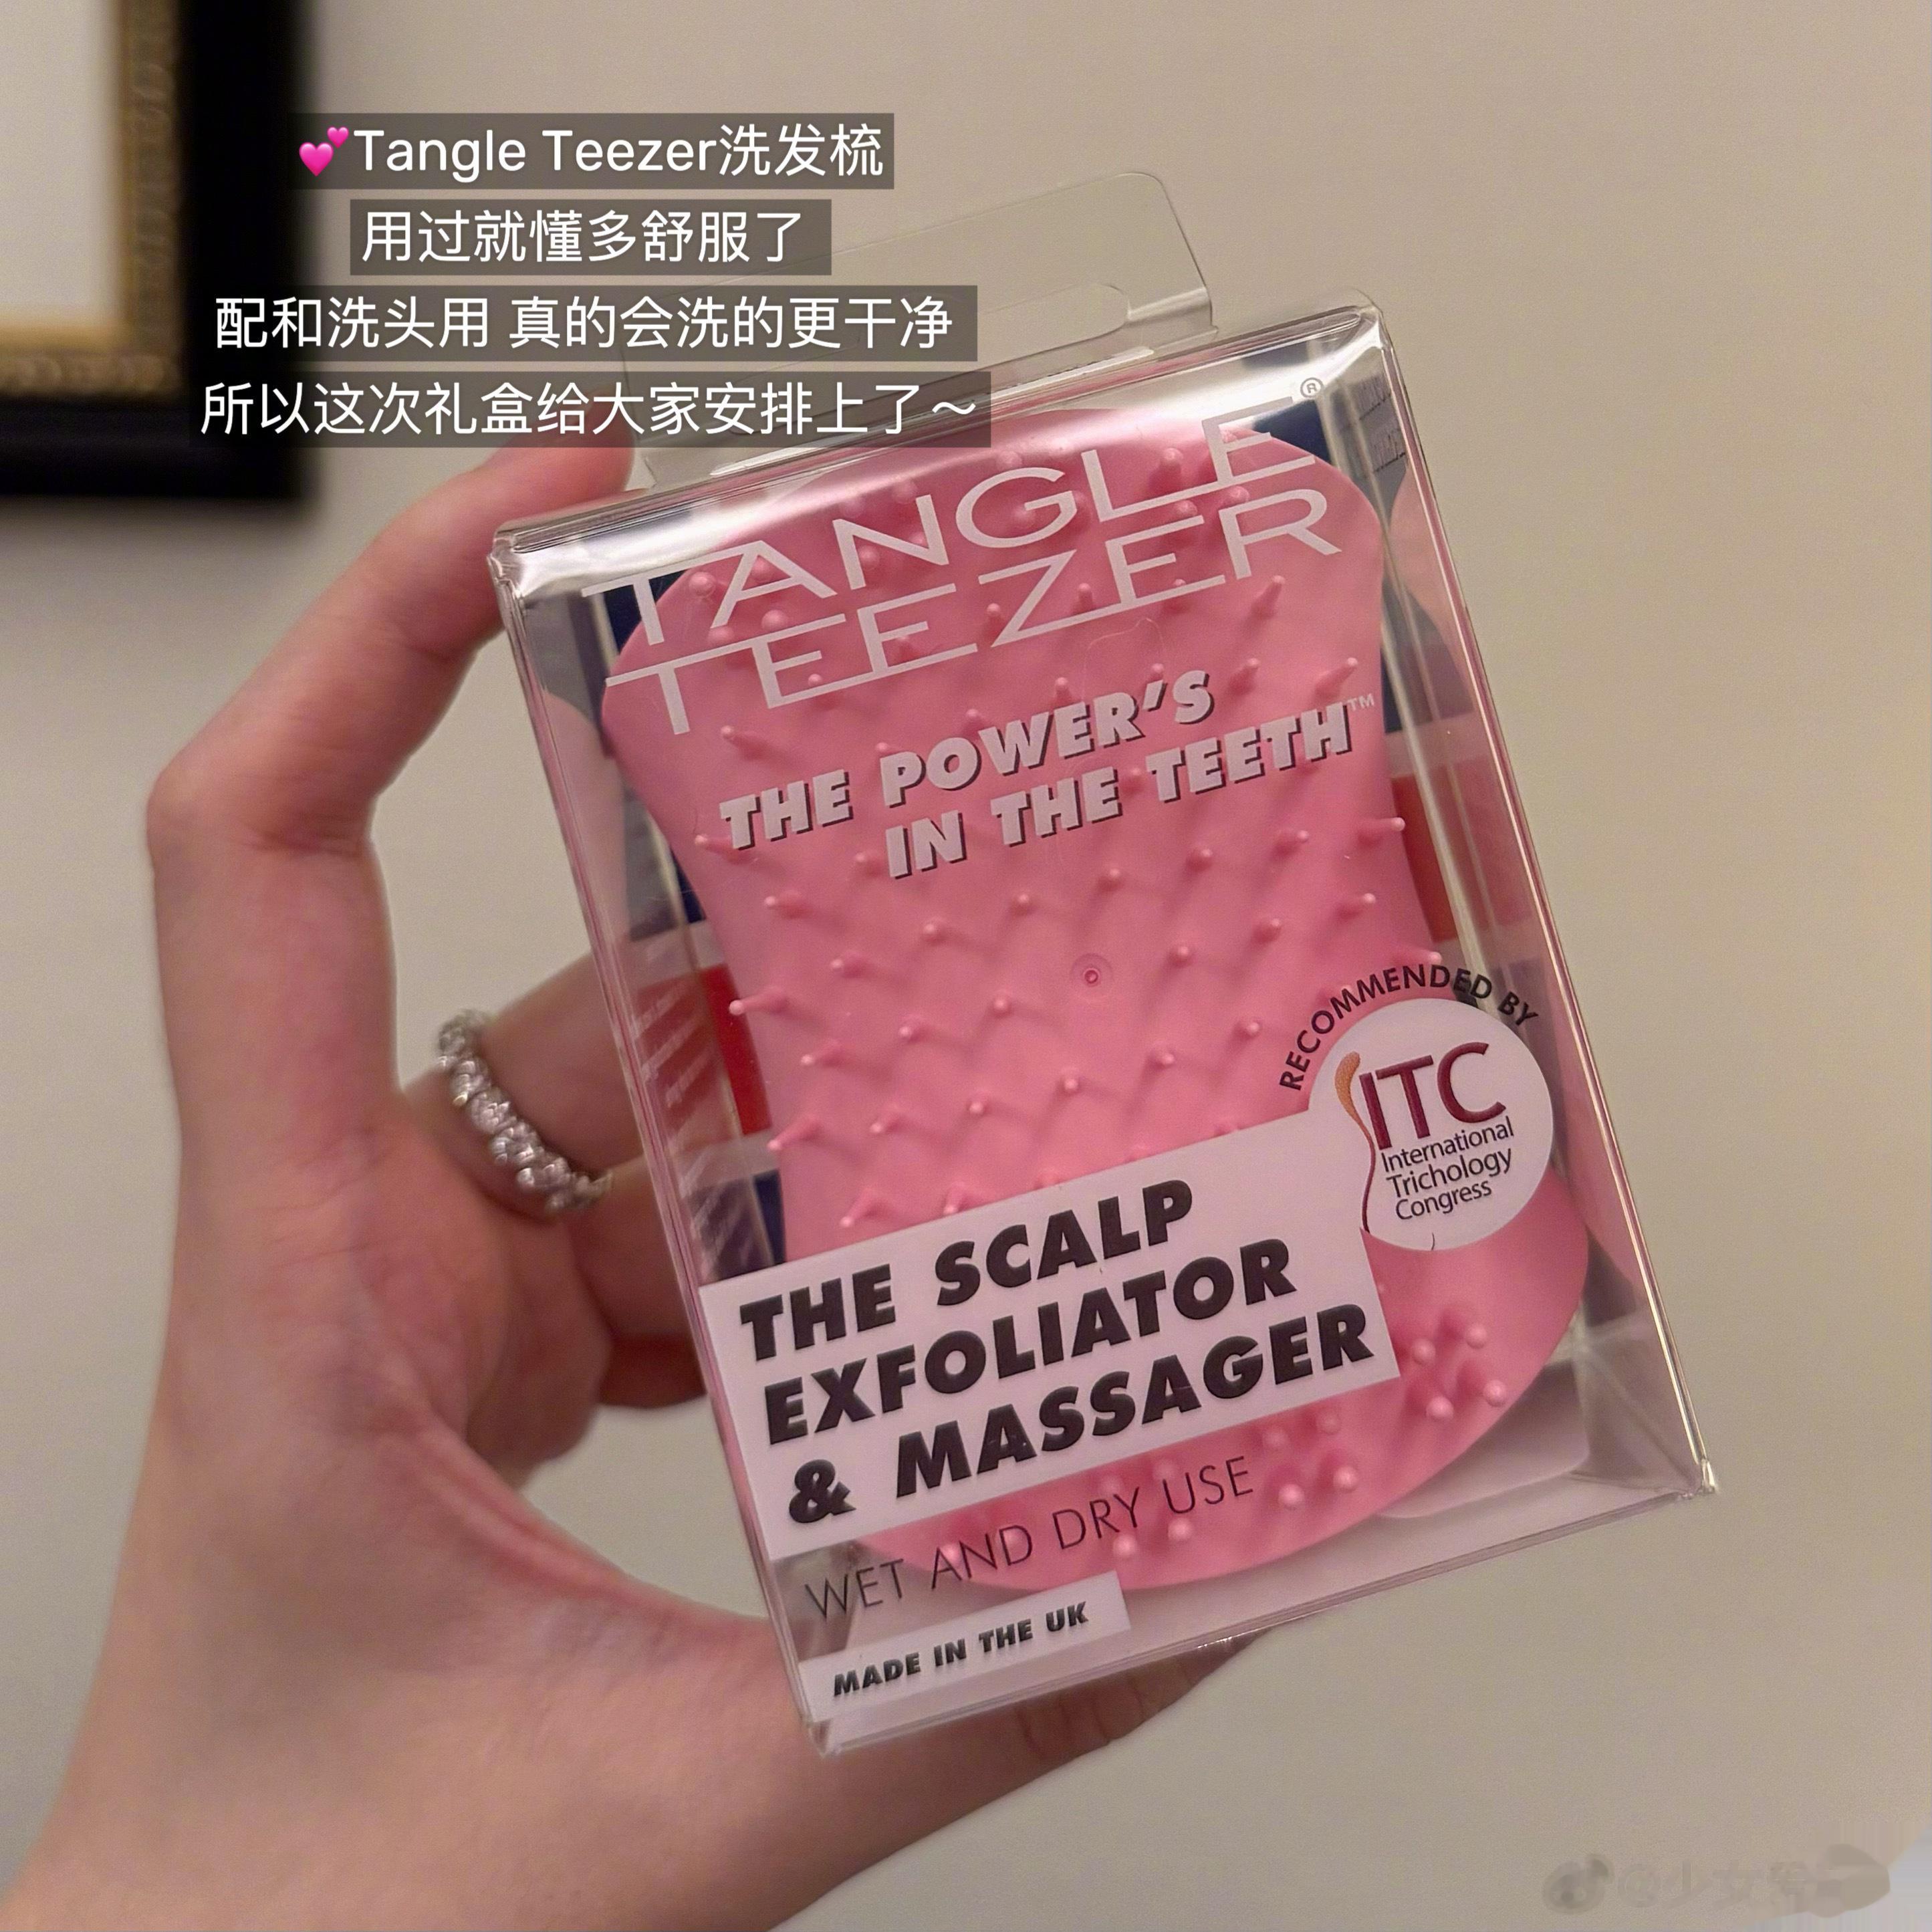 💕Tangle Teezer洗发梳
用过就懂多舒服了
配和洗头用 真的会洗的更干净
所以这次礼盒给大家安排上了～
TANGLE®
TEEZER
THE POWER'S
IN THE TEETH™
RECOMMENDED BY
ITC
International
Trichology
Congress
THE SCALP
EXFOLIATOR
& MASSAGER
WET AND DRY USE
MADE IN THE UK